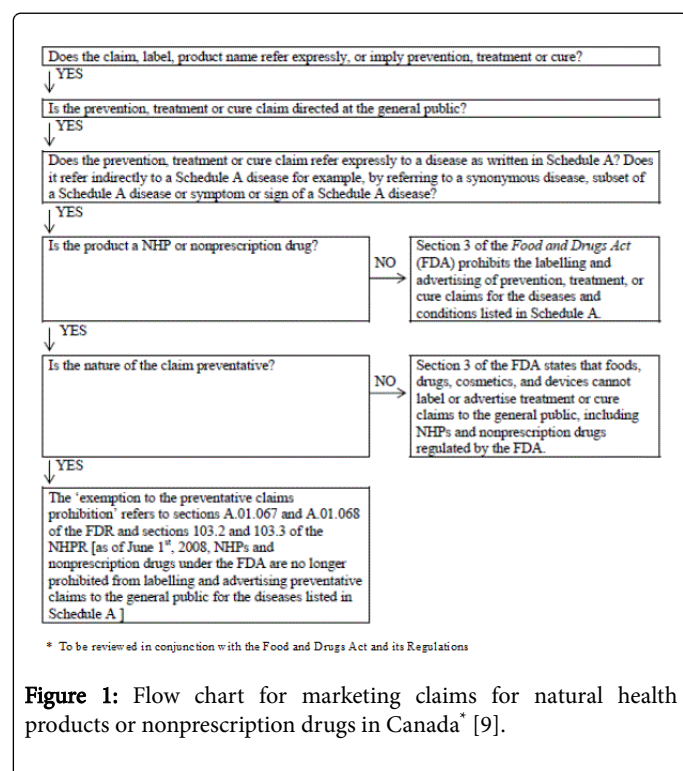 Does the claim, label, product name refer expressly, or imply prevention, treatment or cure?
YES
Is the prevention, treatment or cure claim directed at the general public?
YES
Does the prevention, treatment or cure claim refer expressly to a disease as written in Schedule A? Does
it refer indirectly to a Schedule A disease for example, by referring to a synonymous disease, subset of
a Schedule A disease or symptom or sign of a Schedule A disease?
YES
Is the product a NHP or nonprescription drug?
NO
Section 3 of the Food and Drugs Act
(FDA) prohibits the labelling and
advertising of prevention, treatment, or
cure claims for the diseases and
conditions listed in Schedule A.
YES
Is the nature of the claim preventative?
NO
Section 3 of the FDA states that foods,
drugs, cosmetics, and devices cannot
label or advertise treatment or cure
claims to the general public, including
NHPs and nonprescription drugs
regulated by the FDA.
YES
The 'exemption to the preventative claims
prohibition' refers to sections A.01.067 and A.01.068
of the FDR and sections 103.2 and 103.3 of the
NHPR [as of June 1st, 2008, NHPs and
nonprescription drugs under the FDA are no longer
prohibited from labelling and advertising preventative
claims to the general public for the diseases listed in
Schedule A ]
* To be reviewed in conjunction with the Food and Drugs Act and its Regulations
Figure 1: Flow chart for marketing claims for natural health
products or nonprescription drugs in Canada* [9].